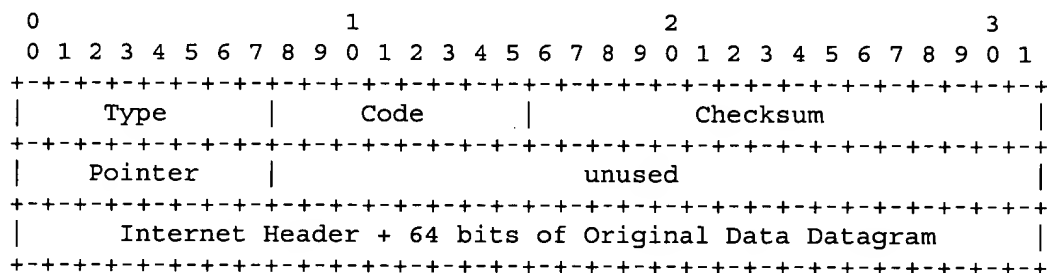 0 1 2 3
0 1 2 3 4 5 6 7 8 9 0 1 2 3 4 5 6 7 8 9 0 1 2 3 4 5 6 7 8 9 0 1
+-+-+-+-+-+-+-+-+-+-+-+-+-+-+-+-+-+-+-+-+-+-+-+-+-+-+-+-+-+-+-+-+
| Type | Code | Checksum |
+-+-+-+-+-+-+-+-+-+-+-+-+-+-+-+-+-+-+-+-+-+-+-+-+-+-+-+-+-+-+-+-+
| Pointer | unused |
+-+-+-+-+-+-+-+-+-+-+-+-+-+-+-+-+-+-+-+-+-+-+-+-+-+-+-+-+-+-+-+-+
| Internet Header + 64 bits of Original Data Datagram |
+-+-+-+-+-+-+-+-+-+-+-+-+-+-+-+-+-+-+-+-+-+-+-+-+-+-+-+-+-+-+-+-+